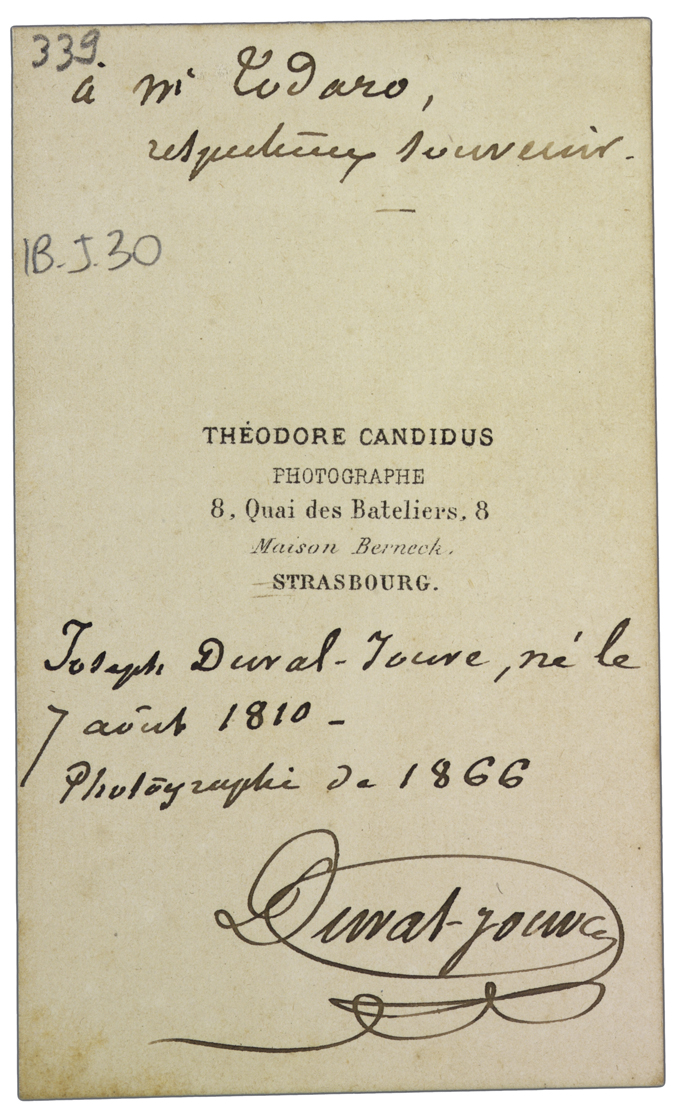 339.
à Mr Todaro,
respectueux souvenir.
IB.J.30
THÉODORE CANDIDUS
PHOTOGRAPHE
8, Quai des Bateliers, 8
Maison Berneck.
STRASBOURG.
Joseph Duval-Jouve, né le
7 août 1810 -
Photographie de 1866
Duval-Jouve